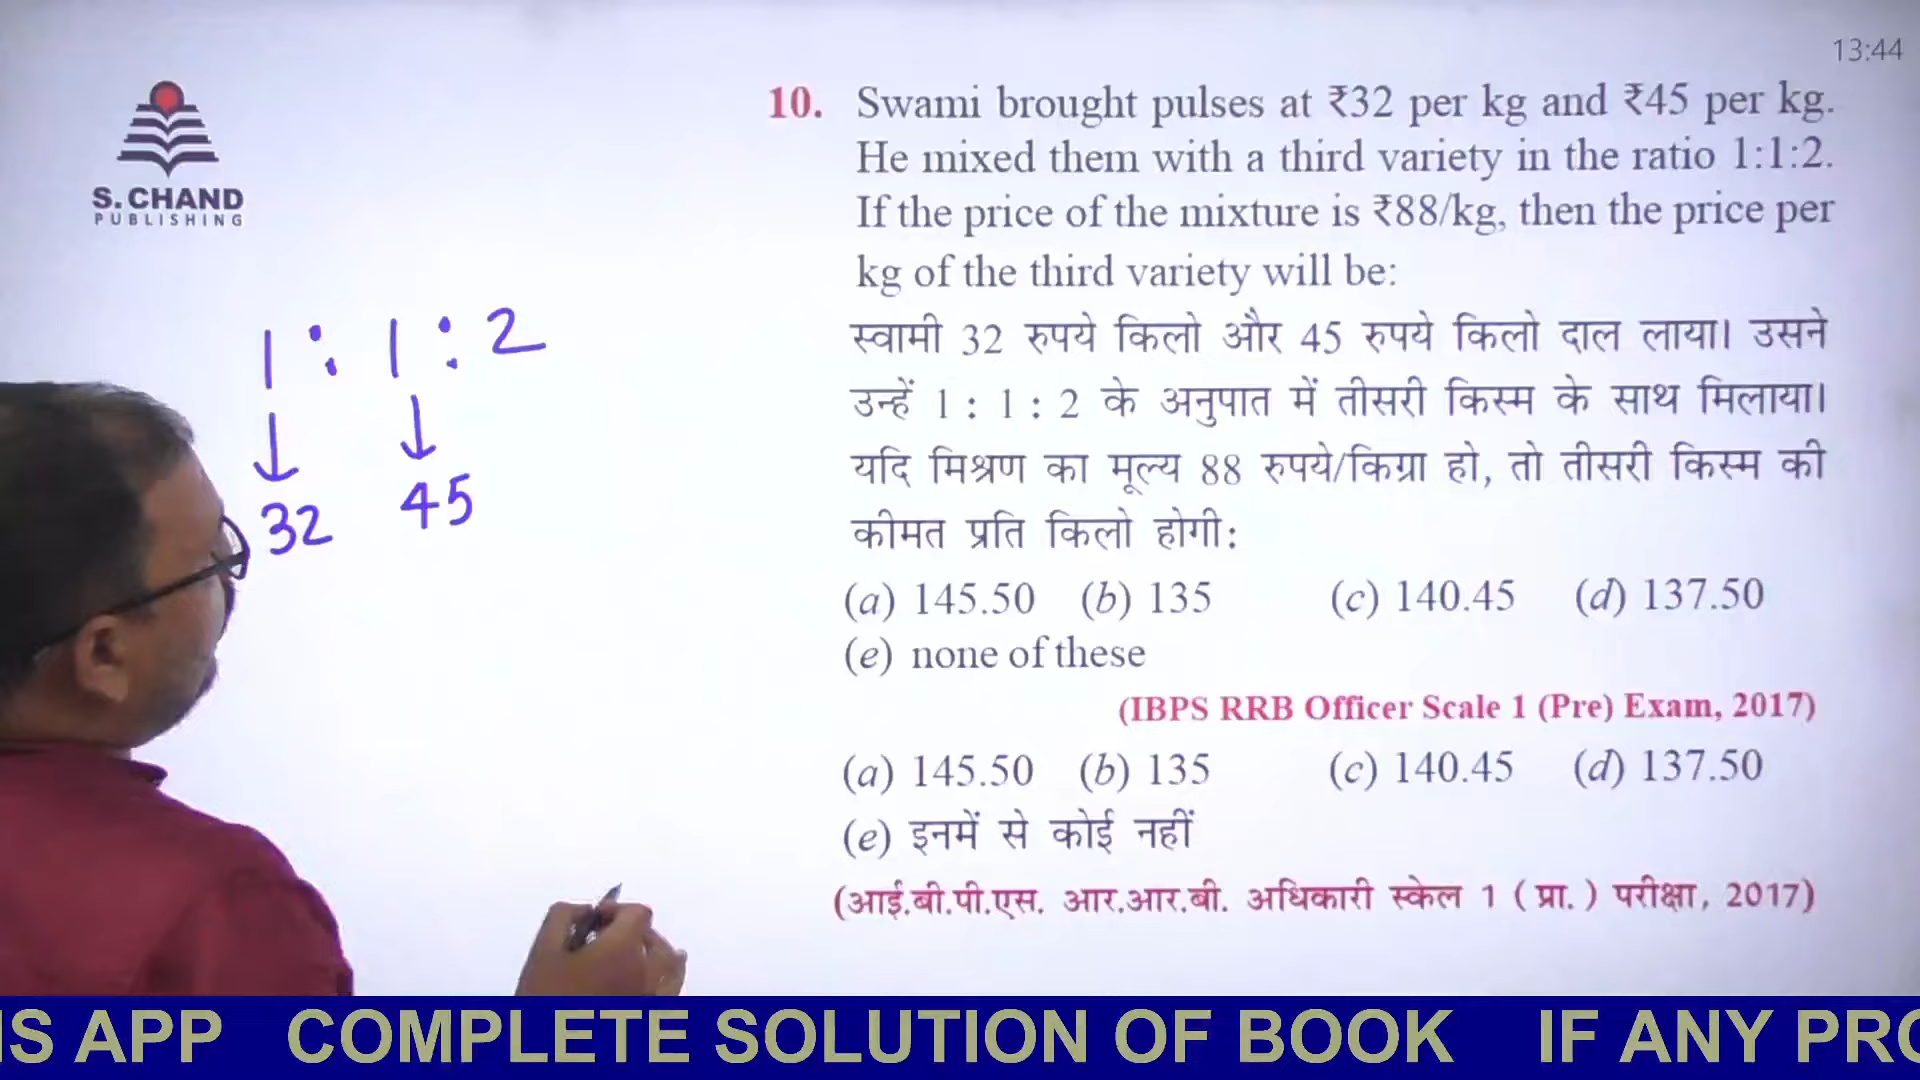 13:44
S. CHAND
PUBLISHING
10. Swami brought pulses at ₹32 per kg and ₹45 per kg.
He mixed them with a third variety in the ratio 1:1:2.
If the price of the mixture is ₹88/kg, then the price per
kg of the third variety will be:
स्वामी 32 रुपये किलो और 45 रुपये किलो दाल लाया। उसने
उन्हें 1 : 1 : 2 के अनुपात में तीसरी किस्म के साथ मिलाया।
यदि मिश्रण का मूल्य 88 रुपये/किग्रा हो, तो तीसरी किस्म की
कीमत प्रति किलो होगी:
(a) 145.50 (b) 135 (c) 140.45 (d) 137.50
(e) none of these
(IBPS RRB Officer Scale 1 (Pre) Exam, 2017)
(a) 145.50 (b) 135 (c) 140.45 (d) 137.50
(e) इनमें से कोई नहीं
(आई.बी.पी.एस. आर.आर.बी. अधिकारी स्केल 1 ( प्रा. ) परीक्षा, 2017)
1 : 1 : 2
↓ ↓
32 45
IS APP COMPLETE SOLUTION OF BOOK IF ANY PRO